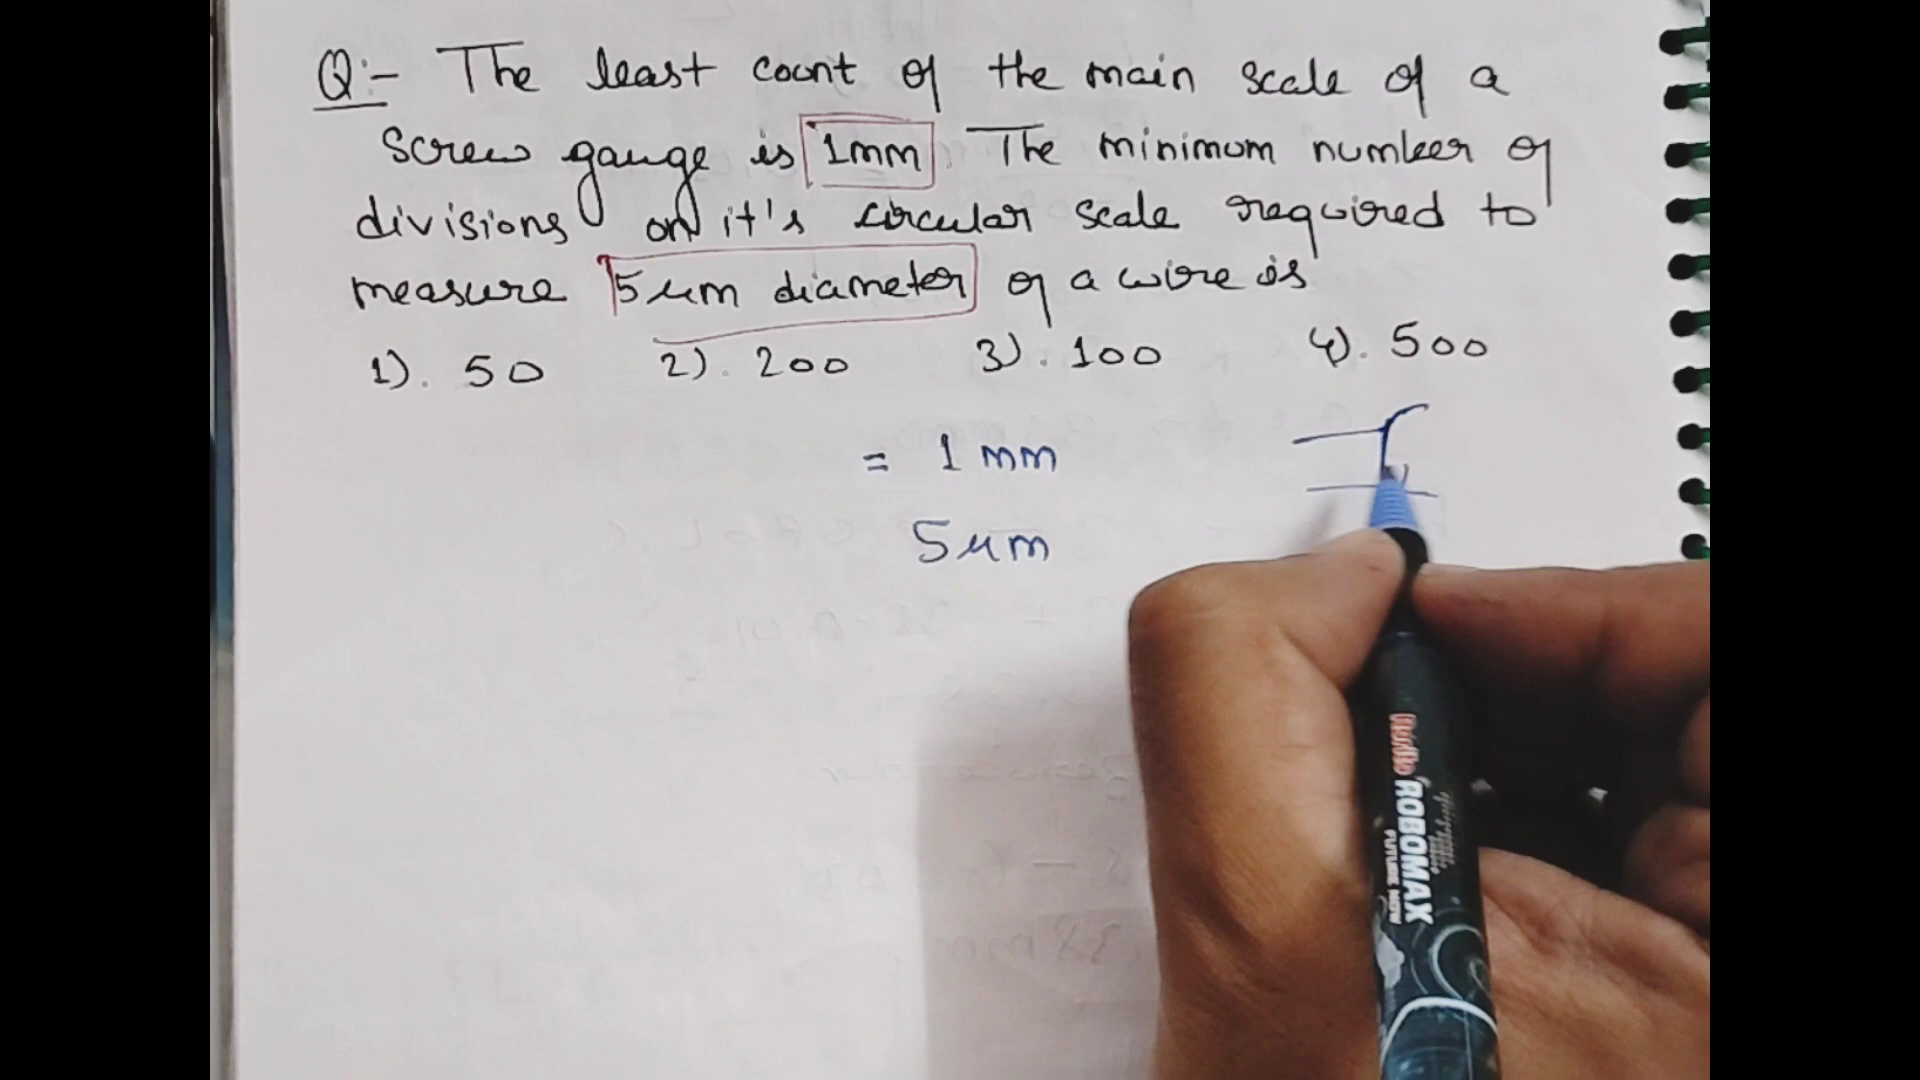 Q:- The least count of the main scale of a
screw gauge is 1mm. The minimum number of
divisions on it's circular scale required to
measure 5μm diameter of a wire is
1). 50 2). 200 3). 100 4). 500
= 1 mm
5μm
ROBOMAX
FUTURE NOW